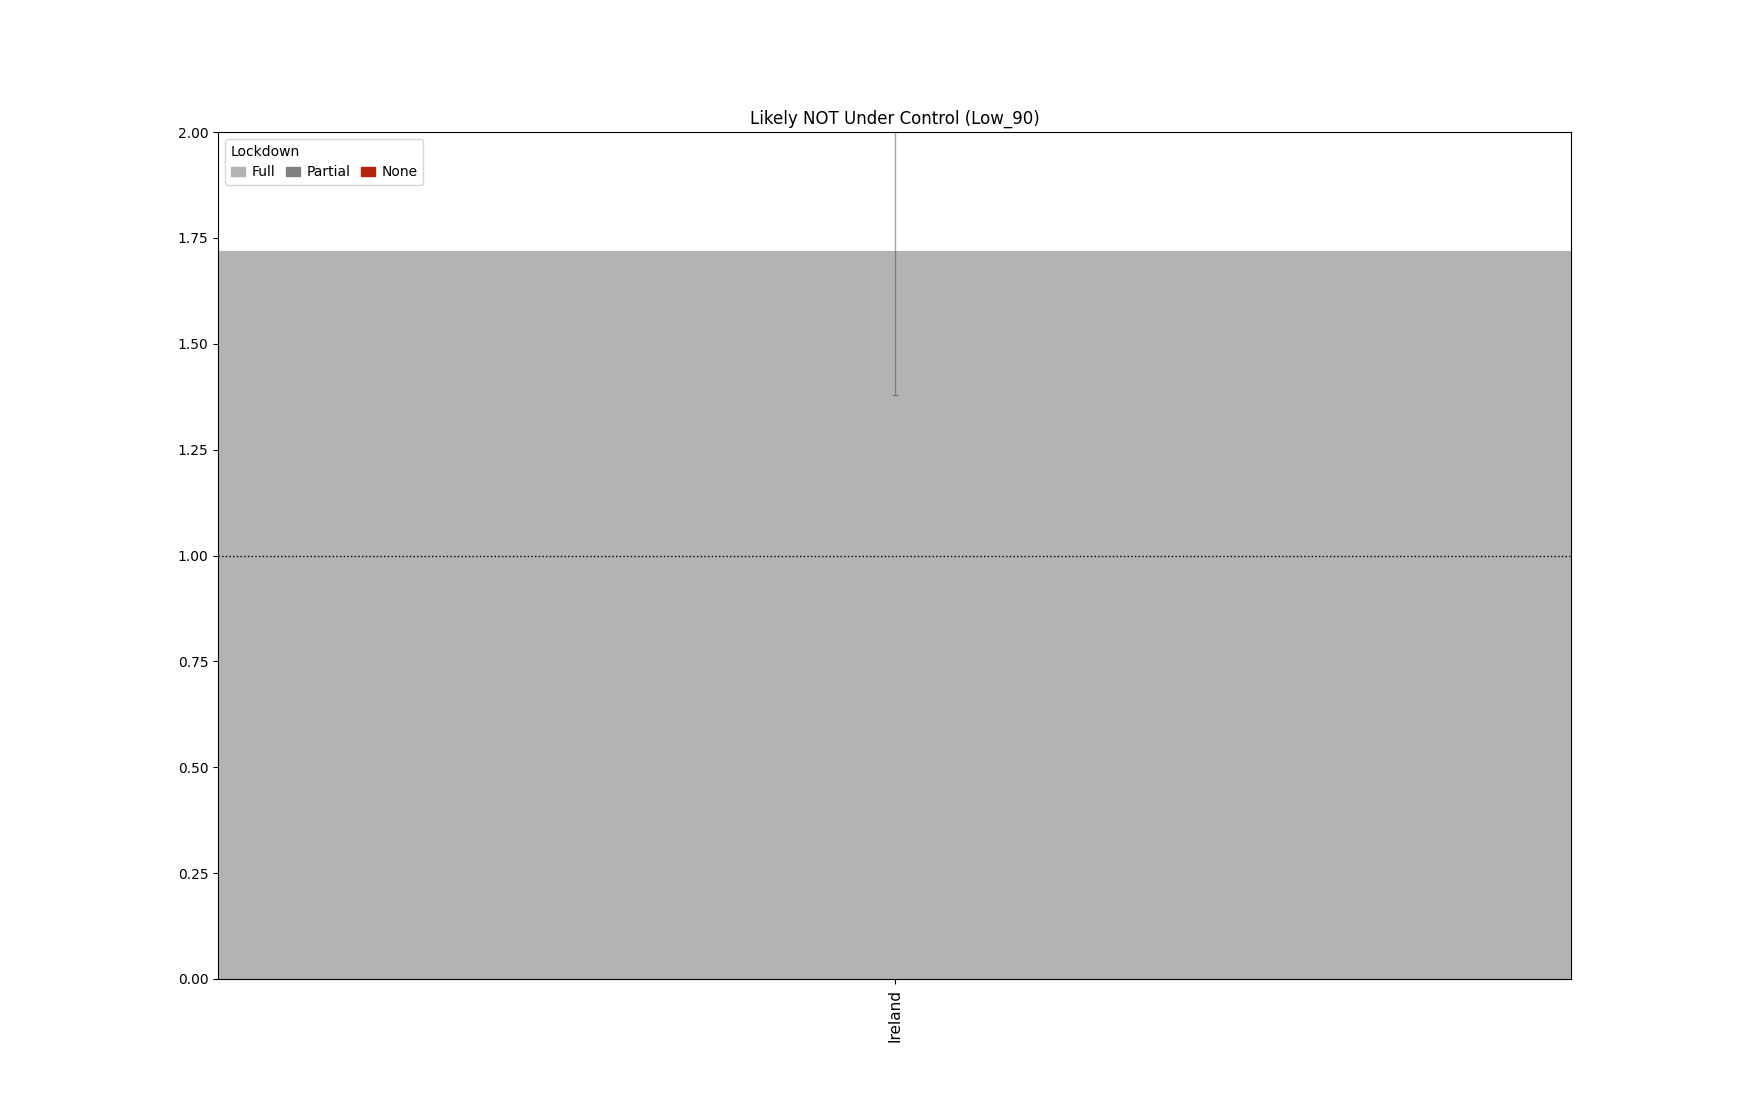 Likely NOT Under Control (Low_90)
2.00
Lockdown
Full Partial None
1.75
1.50
1.25
1.00
0.75
0.50
0.25
0.00
Ireland